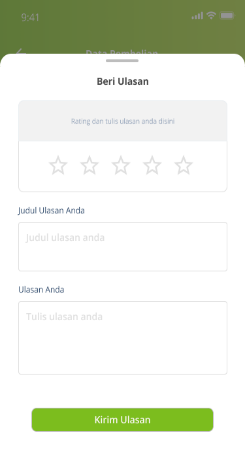 9:41
Data Pembelian
Beri Ulasan
Rating dan tulis ulasan anda disini
Judul Ulasan Anda
Judul ulasan anda
Ulasan Anda
Tulis ulasan anda
Kirim Ulasan